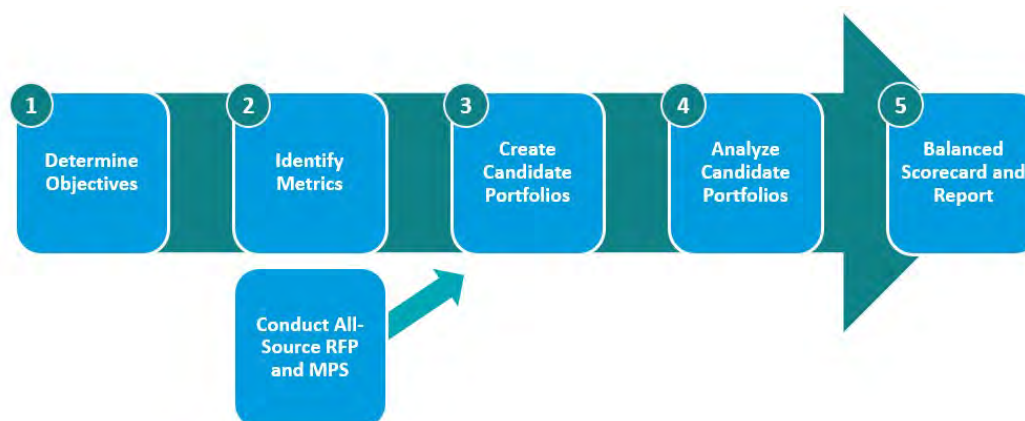 1
Determine
Objectives
2
Identify
Metrics
3
Create
Candidate
Portfolios
4
Analyze
Candidate
Portfolios
5
Balanced
Scorecard and
Report
Conduct All-
Source RFP
and MPS